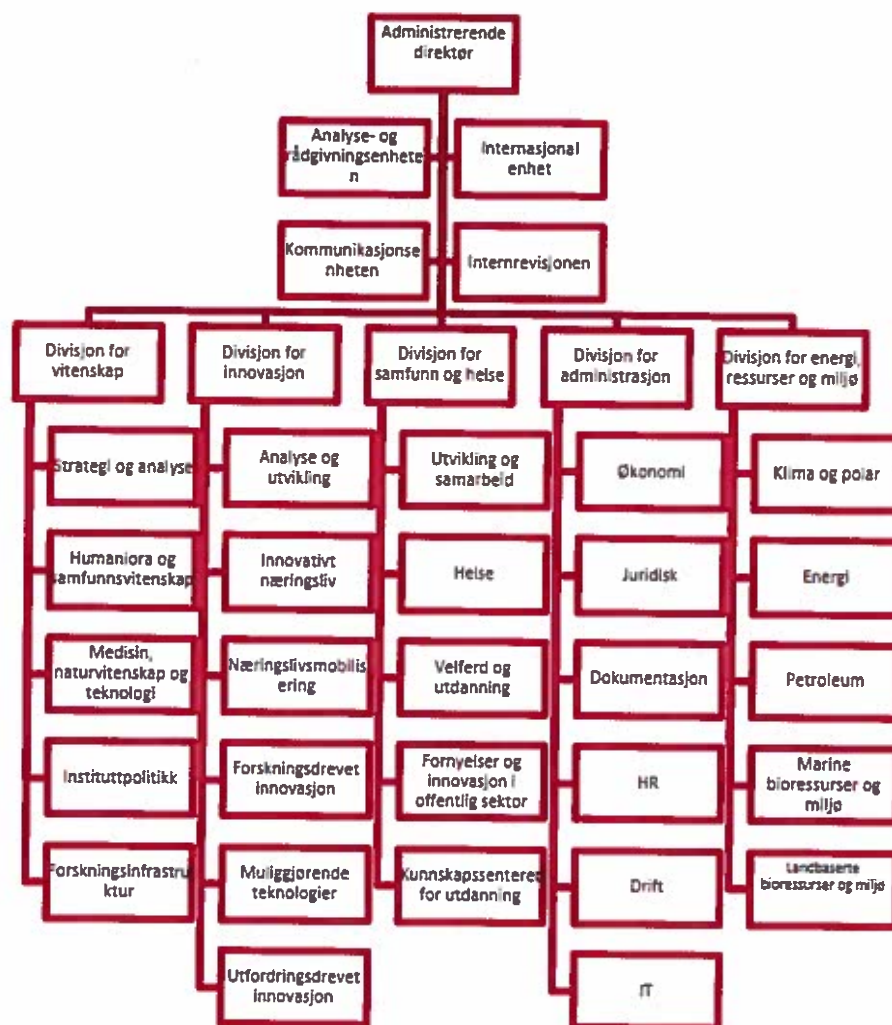 Administrerende
direktør
Analyse- og
rådgivningsenhete
n
Internasjonal
enhet
Kommunikasjonse
nheten
Internrevisjonen
Divisjon for
vitenskap
Divisjon for
innovasjon
Divisjon for
samfunn og helse
Divisjon for
administrasjon
Divisjon for energi,
ressurser og miljø
Strategi og analyse
Analyse og
utvikling
Utvikling og
samarbeid
Økonomi
Klima og polar
Humaniora og
samfunnsvitenskap
Innovativt
næringsliv
Helse
Juridisk
Energi
Medisin,
naturvitenskap og
teknologi
Næringslivsmobilis
ering
Velferd og
utdanning
Dokumentasjon
Petroleum
Instituttpolitikk
Forskningsdrevet
innovasjon
Fornyelser og
innovasjon i
offentlig sektor
HR
Marine
bioressurser og
miljø
Forskningsinfrastru
ktur
Muliggjørende
teknologier
Kunnskapssenteret
for utdanning
Drift
Landbaserte
bioressurser og miljø
Utfordringsdrevet
innovasjon
IT